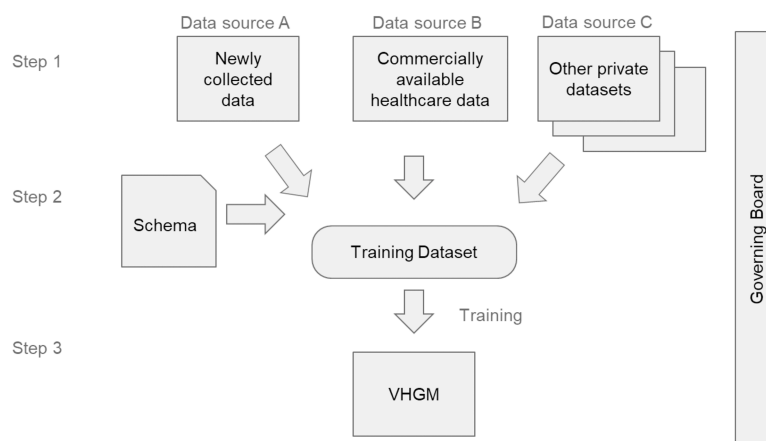 Data source A
Data source B
Data source C
Step 1
Newly
collected
data
Commercially
available
healthcare data
Other private
datasets
Step 2
Schema
Training Dataset
Training
Step 3
VHGM
Governing Board